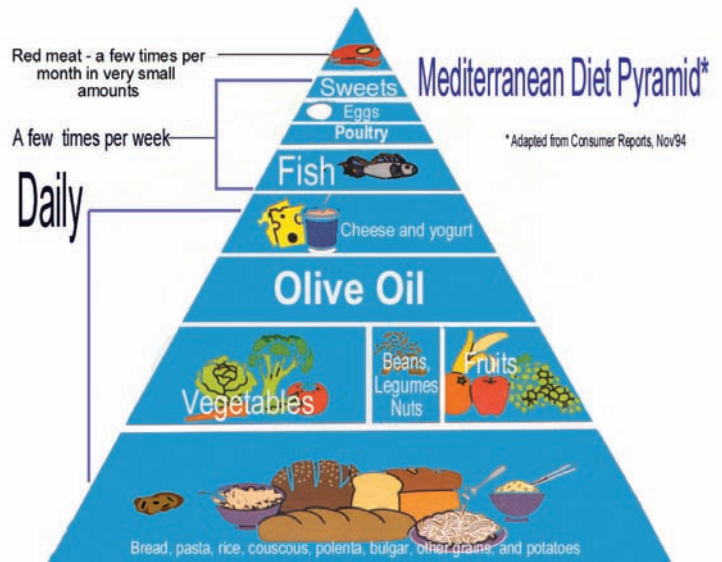 Red meat - a few times per
month in very small
amounts
Mediterranean Diet Pyramid*
* Adapted from Consumer Reports, Nov'94
Sweets
Eggs
Poultry
A few times per week
Fish
Daily
Cheese and yogurt
Olive Oil
Vegetables
Beans,
Legumes
Nuts
Fruits
Bread, pasta, rice, couscous, polenta, bulgar, other grains, and potatoes